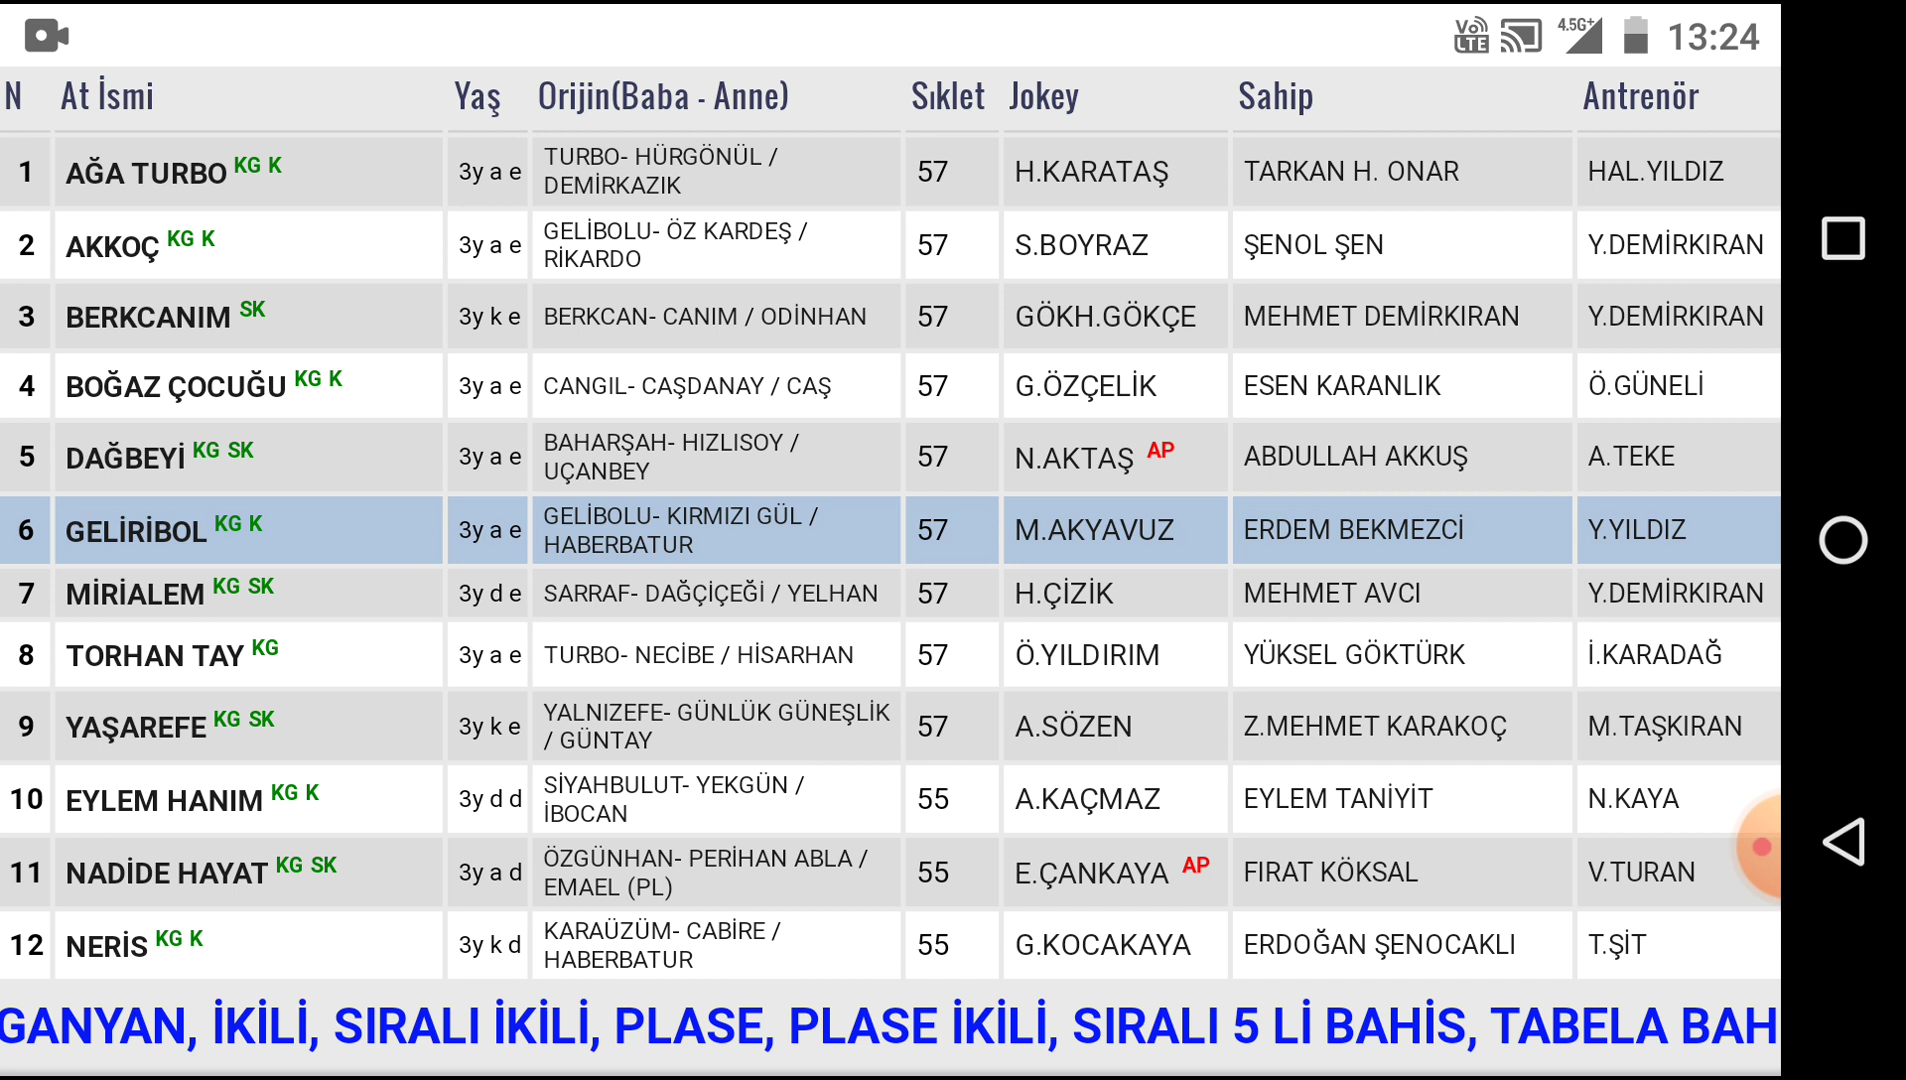 VoLTE 4.5G+ 13:24
N At İsmi Yaş Orijin(Baba - Anne) Sıklet Jokey Sahip Antrenör
1 AĞA TURBO KG K 3y a e TURBO- HÜRGÖNÜL / DEMİRKAZIK 57 H.KARATAŞ TARKAN H. ONAR HAL.YILDIZ
2 AKKOÇ KG K 3y a e GELİBOLU- ÖZ KARDEŞ / RİKARDO 57 S.BOYRAZ ŞENOL ŞEN Y.DEMİRKIRAN
3 BERKCANIM SK 3y k e BERKCAN- CANIM / ODİNHAN 57 GÖKH.GÖKÇE MEHMET DEMİRKIRAN Y.DEMİRKIRAN
4 BOĞAZ ÇOCUĞU KG K 3y a e CANGIL- CAŞDANAY / CAŞ 57 G.ÖZÇELİK ESEN KARANLIK Ö.GÜNELİ
5 DAĞBEYİ KG SK 3y a e BAHARŞAH- HIZLISOY / UÇANBEY 57 N.AKTAŞ AP ABDULLAH AKKUŞ A.TEKE
6 GELİRİBOL KG K 3y a e GELİBOLU- KIRMIZI GÜL / HABERBATUR 57 M.AKYAVUZ ERDEM BEKMEZCİ Y.YILDIZ
7 MİRİALEM KG SK 3y d e SARRAF- DAĞÇİÇEĞİ / YELHAN 57 H.ÇİZİK MEHMET AVCI Y.DEMİRKIRAN
8 TORHAN TAY KG 3y a e TURBO- NECİBE / HİSARHAN 57 Ö.YILDIRIM YÜKSEL GÖKTÜRK İ.KARADAĞ
9 YAŞAREFE KG SK 3y k e YALNIZEFE- GÜNLÜK GÜNEŞLİK / GÜNTAY 57 A.SÖZEN Z.MEHMET KARAKOÇ M.TAŞKIRAN
10 EYLEM HANIM KG K 3y d d SİYAHBULUT- YEKGÜN / İBOCAN 55 A.KAÇMAZ EYLEM TANİYİT N.KAYA
11 NADİDE HAYAT KG SK 3y a d ÖZGÜNHAN- PERİHAN ABLA / EMAEL (PL) 55 E.ÇANKAYA AP FIRAT KÖKSAL V.TURAN
12 NERİS KG K 3y k d KARAÜZÜM- CABİRE / HABERBATUR 55 G.KOCAKAYA ERDOĞAN ŞENOCAKLI T.ŞİT
GANYAN, İKİLİ, SIRALI İKİLİ, PLASE, PLASE İKİLİ, SIRALI 5 Lİ BAHİS, TABELA BAH